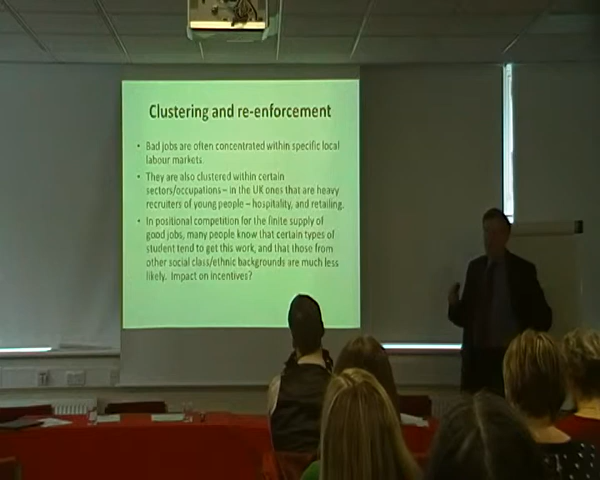 Clustering and re-enforcement
• Bad jobs are often concentrated within specific local
labour markets.
• They are also clustered within certain
sectors/occupations – in the UK ones that are heavy
recruiters of young people – hospitality, and retailing.
• In positional competition for the finite supply of
good jobs, many people know that certain types of
student tend to get this work, and that those from
other social class/ethnic backgrounds are much less
likely. Impact on incentives?